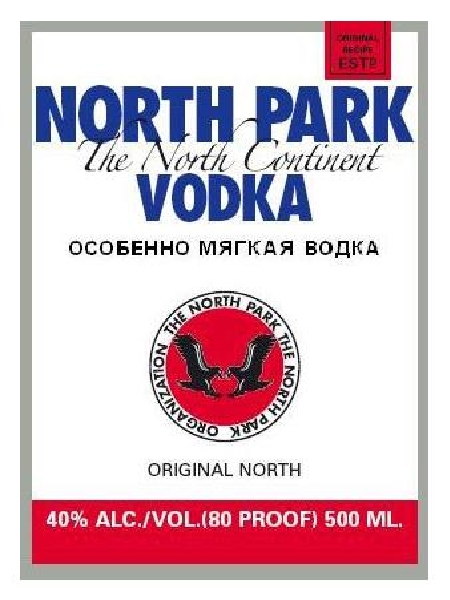 ORIGINAL
RECIPE
ESTD
NORTH PARK
The North Continent
VODKA
ОСОБЕННО МЯГКАЯ ВОДКА
THE NORTH PARK THE NORTH PARK ORGANIZATION
ORIGINAL NORTH
40% ALC./VOL.(80 PROOF) 500 ML.